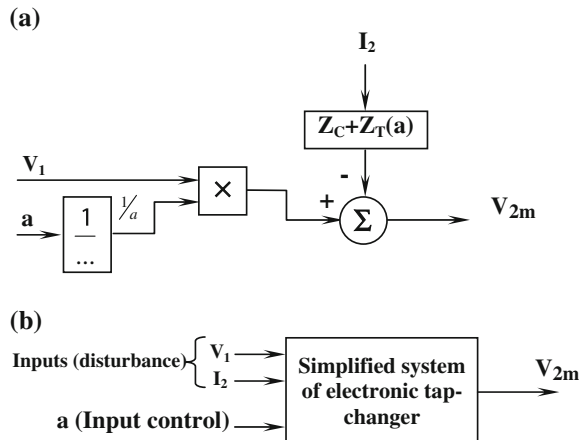 (a)
I2
ZC+ZT(a)
V1
-
a
1/a
×
+
Σ
V2m
1
...
(b)
Inputs (disturbance)
V1
I2
a (Input control)
Simplified system
of electronic tap-
changer
V2m